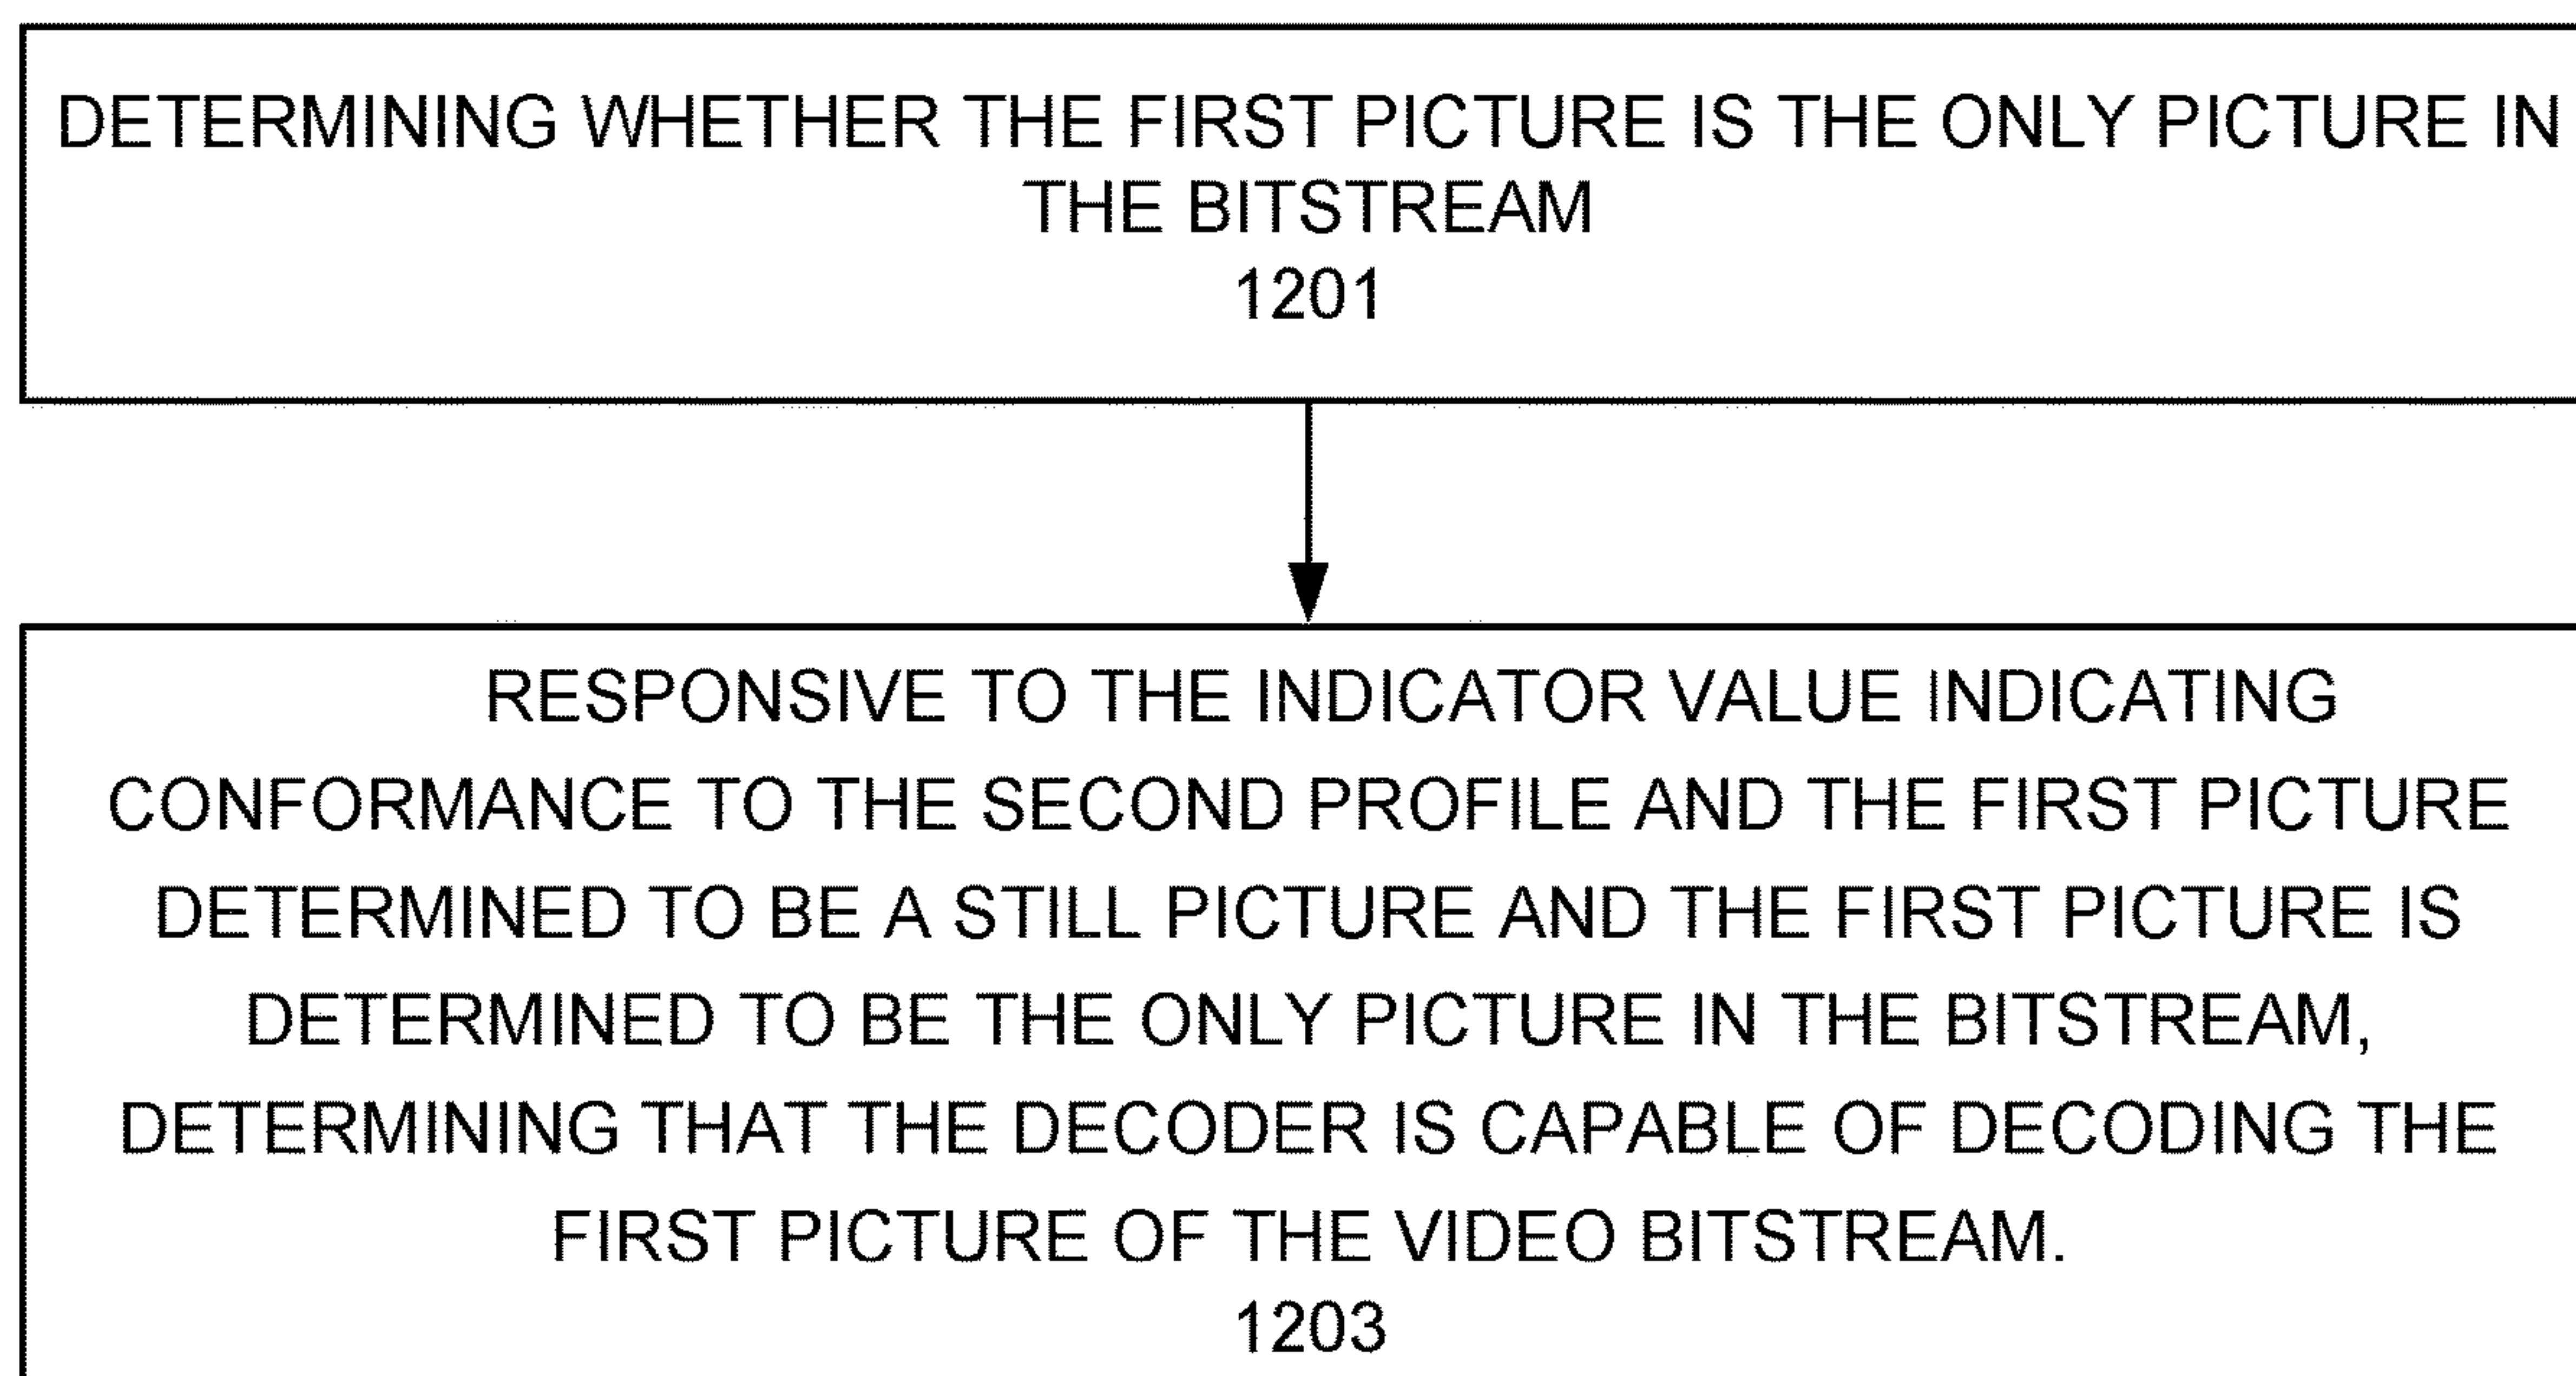 DETERMINING WHETHER THE FIRST PICTURE IS THE ONLY PICTURE IN
THE BITSTREAM
1201
RESPONSIVE TO THE INDICATOR VALUE INDICATING
CONFORMANCE TO THE SECOND PROFILE AND THE FIRST PICTURE
DETERMINED TO BE A STILL PICTURE AND THE FIRST PICTURE IS
DETERMINED TO BE THE ONLY PICTURE IN THE BITSTREAM,
DETERMINING THAT THE DECODER IS CAPABLE OF DECODING THE
FIRST PICTURE OF THE VIDEO BITSTREAM.
1203